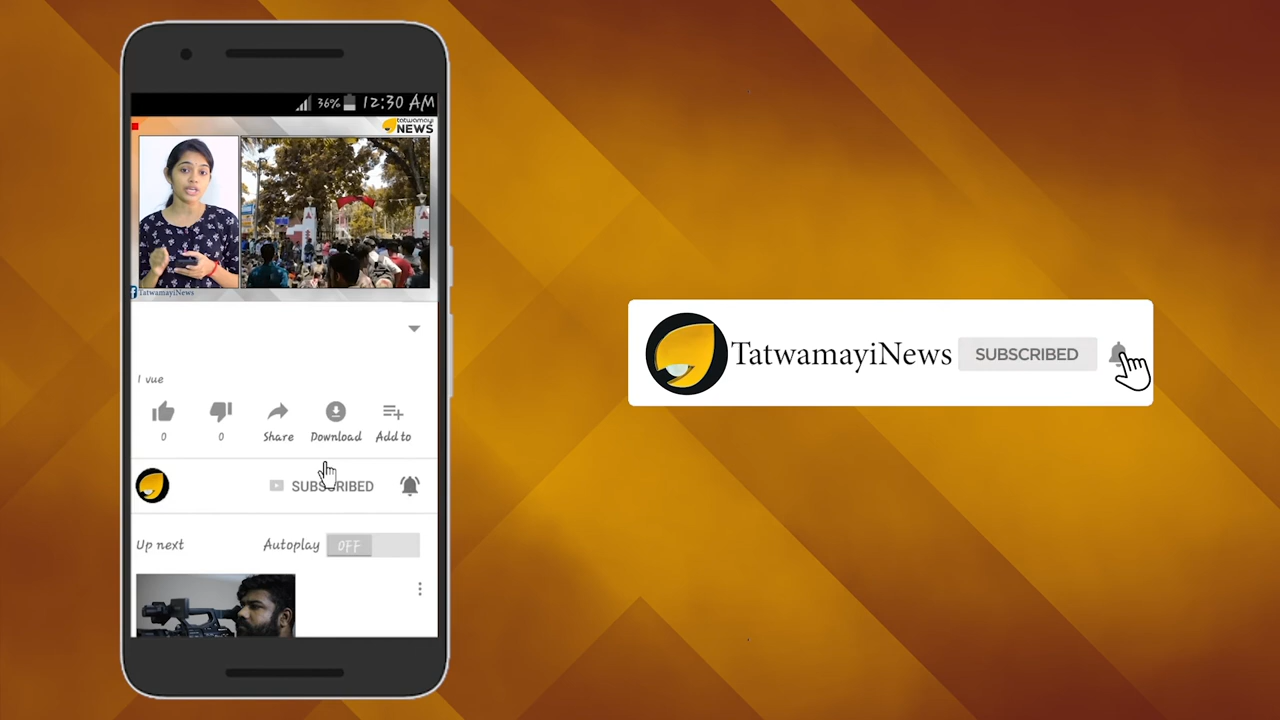 36% 12:30 AM
tatwamayi
NEWS
TatwamayiNews
1 vue
0 0 Share Download Add to
SUBSCRIBED
Up next Autoplay OFF
TatwamayiNews SUBSCRIBED